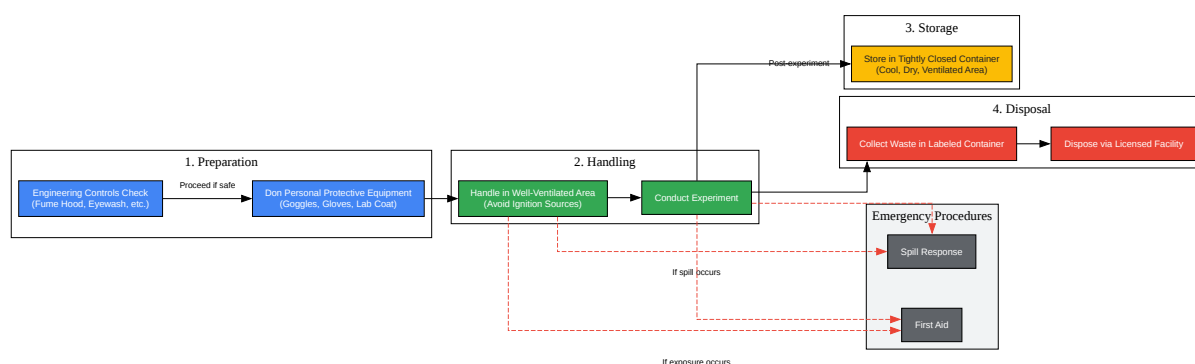 1. Preparation
Engineering Controls Check
(Fume Hood, Eyewash, etc.)
Proceed if safe
Don Personal Protective Equipment
(Goggles, Gloves, Lab Coat)
2. Handling
Handle in Well-Ventilated Area
(Avoid Ignition Sources)
Conduct Experiment
Post-experiment
3. Storage
Store in Tightly Closed Container
(Cool, Dry, Ventilated Area)
4. Disposal
Collect Waste in Labeled Container
Dispose via Licensed Facility
Emergency Procedures
Spill Response
If spill occurs
First Aid
If exposure occurs